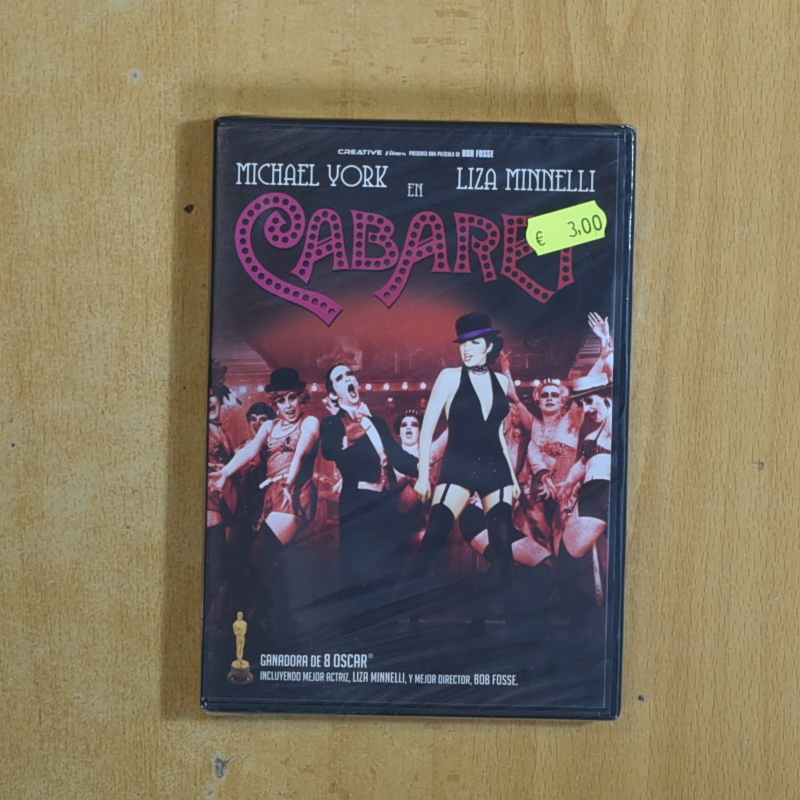 CREATIVE films PRESENTA UNA PELÍCULA DE BOB FOSSE
MICHAEL YORK EN LIZA MINNELLI
CABARET
€ 3,00
GANADORA DE 8 OSCAR®
INCLUYENDO MEJOR ACTRIZ, LIZA MINNELLI, Y MEJOR DIRECTOR, BOB FOSSE.